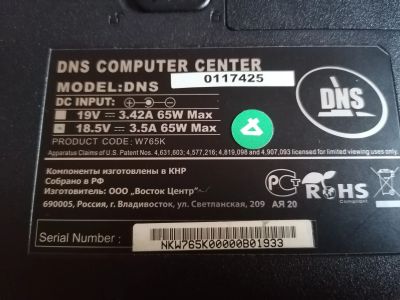 DNS COMPUTER CENTER
MODEL:DNS 0117425
DC INPUT:
19V 3.42A 65W Max
18.5V 3.5A 65W Max
PRODUCT CODE: W765K
Apparatus Claims of U.S. Patent Nos. 4,631,603; 4,577,216; 4,819,098 and 4,907,093 licensed for limited viewing uses only.
DNS
Компоненты изготовлены в КНР
Собрано в РФ
Изготовитель: ООО „Восток Центр"
690005, Россия, г. Владивосток, ул. Светланская, 209
АЯ 20
RoHS
Compliant
Serial Number :
NKW765K00000B01933